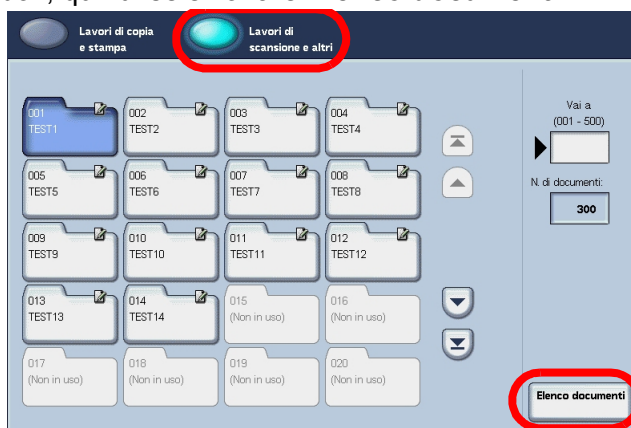 Lavori di copia
e stampa
Lavori di
scansione e altri
001
TEST1
002
TEST2
003
TEST3
004
TEST4
Vai a
(001 - 500)
005
TEST5
006
TEST6
007
TEST7
008
TEST8
N. di documenti:
300
009
TEST9
010
TEST10
011
TEST11
012
TEST12
013
TEST13
014
TEST14
015
(Non in uso)
016
(Non in uso)
017
(Non in uso)
018
(Non in uso)
019
(Non in uso)
020
(Non in uso)
Elenco documenti